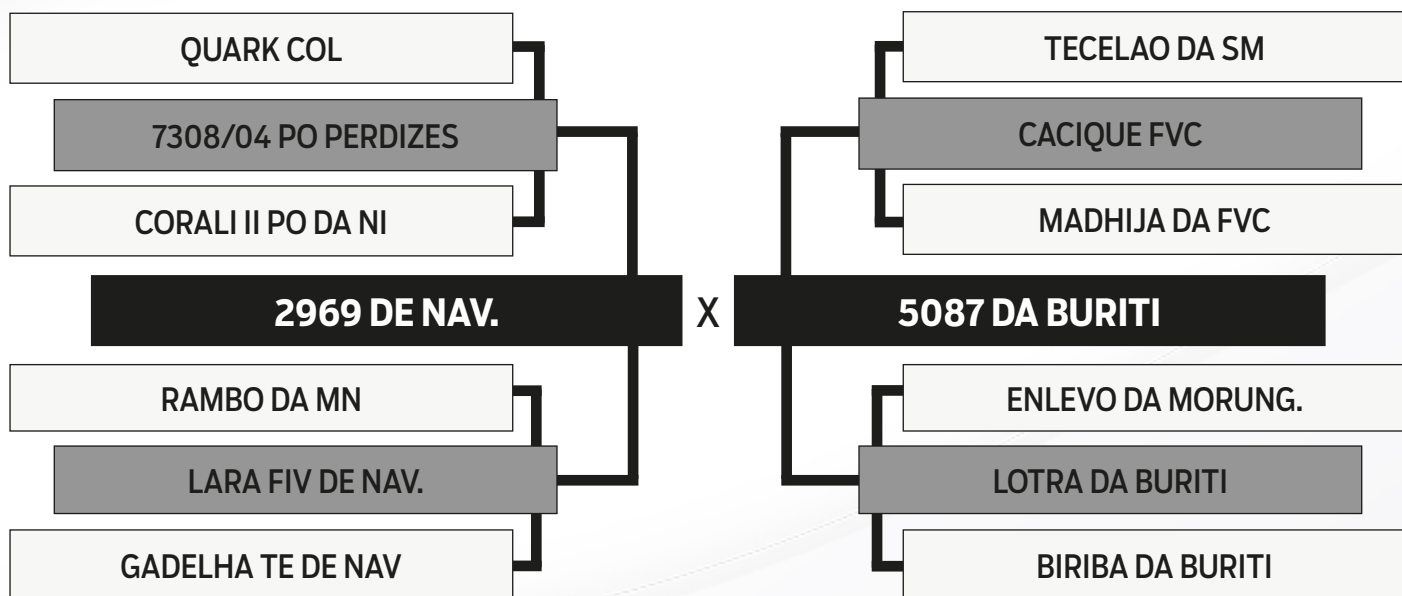 QUARK COL
7308/04 PO PERDIZES
CORALI II PO DA NI
2969 DE NAV.
RAMBO DA MN
LARA FIV DE NAV.
GADELHA TE DE NAV
X
TECELAO DA SM
CACIQUE FVC
MADHIJA DA FVC
5087 DA BURITI
ENLEVO DA MORUNG.
LOTRA DA BURITI
BIRIBA DA BURITI